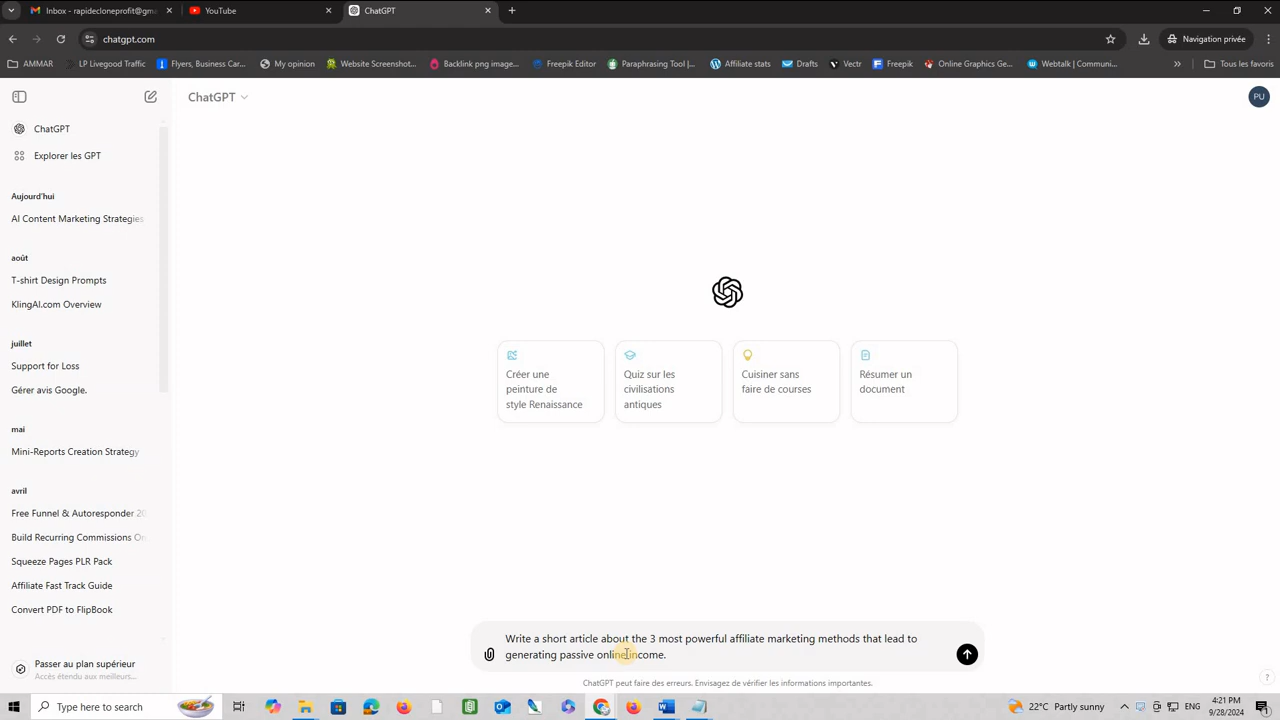 Inbox - rapidecloneprofit@gma
YouTube
ChatGPT
chatgpt.com
Navigation privée
AMMAR
LP Livegood Traffic
Flyers, Business Car...
My opinion
Website Screenshot...
Backlink png image...
Freepik Editor
Paraphrasing Tool |...
Affiliate stats
Drafts
Vectr
Freepik
Online Graphics Ge...
Webtalk | Communi...
Tous les favoris
ChatGPT
PU
ChatGPT
Explorer les GPT
Aujourd'hui
AI Content Marketing Strategies
août
T-shirt Design Prompts
KlingAI.com Overview
juillet
Support for Loss
Gérer avis Google.
mai
Mini-Reports Creation Strategy
avril
Free Funnel & Autoresponder 20
Build Recurring Commissions On
Squeeze Pages PLR Pack
Affiliate Fast Track Guide
Convert PDF to FlipBook
Passer au plan supérieur
Accès étendu aux meilleurs...
Créer une
peinture de
style Renaissance
Quiz sur les
civilisations
antiques
Cuisiner sans
faire de courses
Résumer un
document
Write a short article about the 3 most powerful affiliate marketing methods that lead to
generating passive online income.
ChatGPT peut faire des erreurs. Envisagez de vérifier les informations importantes.
?
Type here to search
22°C Partly sunny
4:21 PM
9/28/2024